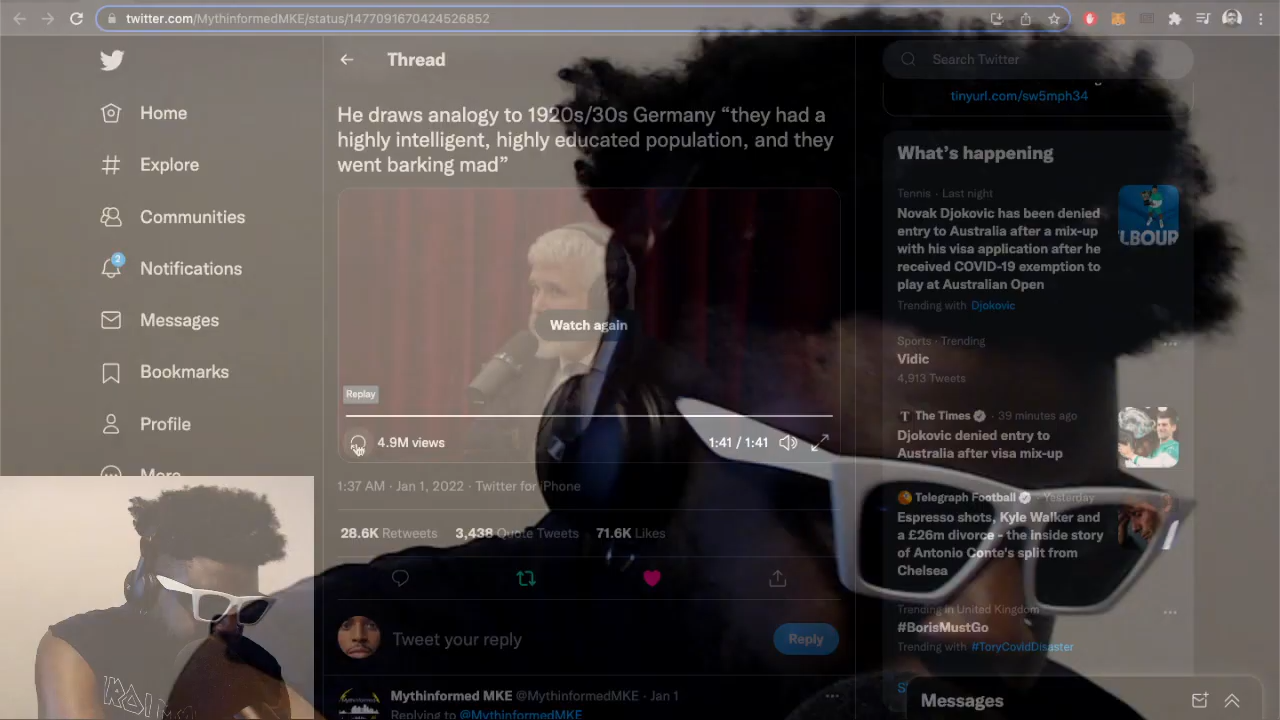 twitter.com/MythinformedMKE/status/1477091670424526852
Home
Explore
Communities
2
Notifications
Messages
Bookmarks
Profile
More
Thread
He draws analogy to 1920s/30s Germany “they had a
highly intelligent, highly educated population, and they
went barking mad”
Watch again
Replay
4.9M views
1:41 / 1:41
1:37 AM · Jan 1, 2022 · Twitter for iPhone
28.6K Retweets 3,438 Quote Tweets 71.6K Likes
Tweet your reply
Reply
Mythinformed MKE @MythinformedMKE · Jan 1
Replying to @MythinformedMKE
Search Twitter
tinyurl.com/sw5mph34
What’s happening
Tennis · Last night
Novak Djokovic has been denied
entry to Australia after a mix-up
with his visa application after he
received COVID-19 exemption to
play at Australian Open
Trending with Djokovic
Sports · Trending
Vidic
4,913 Tweets
The Times · 39 minutes ago
Djokovic denied entry to
Australia after visa mix-up
Telegraph Football · Yesterday
Espresso shots, Kyle Walker and
a £26m divorce - the inside story
of Antonio Conte's split from
Chelsea
Trending in United Kingdom
#BorisMustGo
Trending with #ToryCovidDisaster
Messages